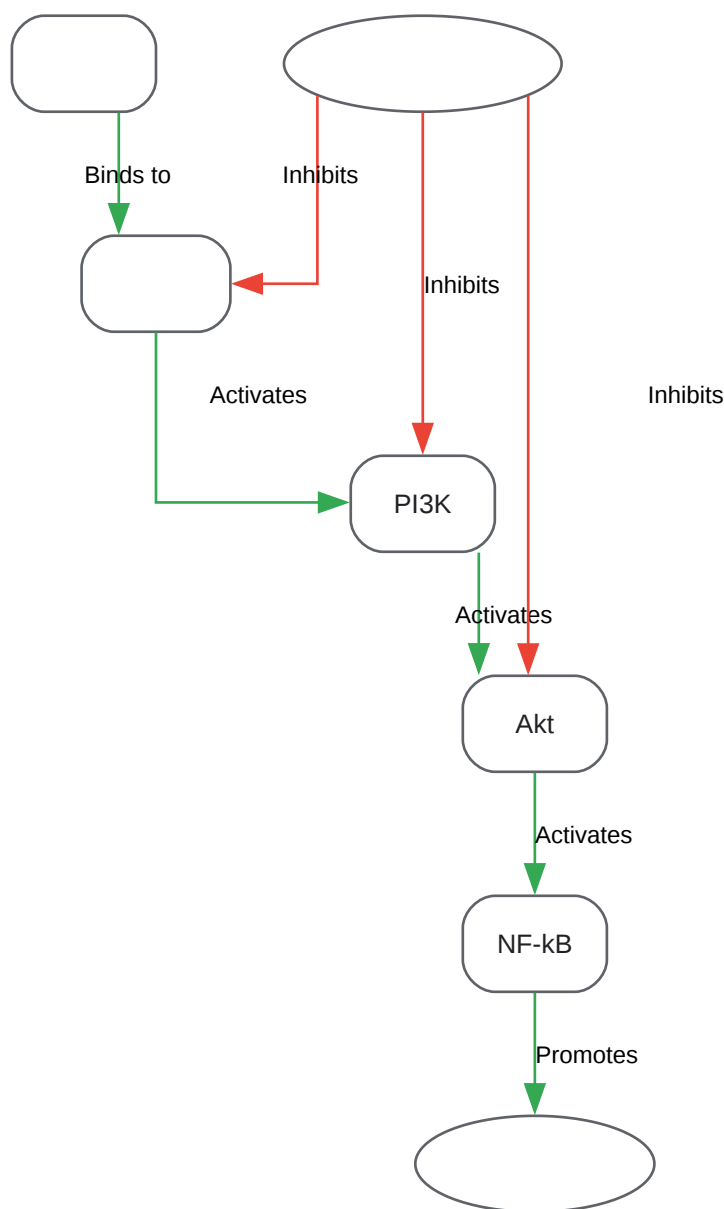 Binds to
Inhibits
Inhibits
Activates
Inhibits
PI3K
Activates
Akt
Activates
NF-kB
Promotes